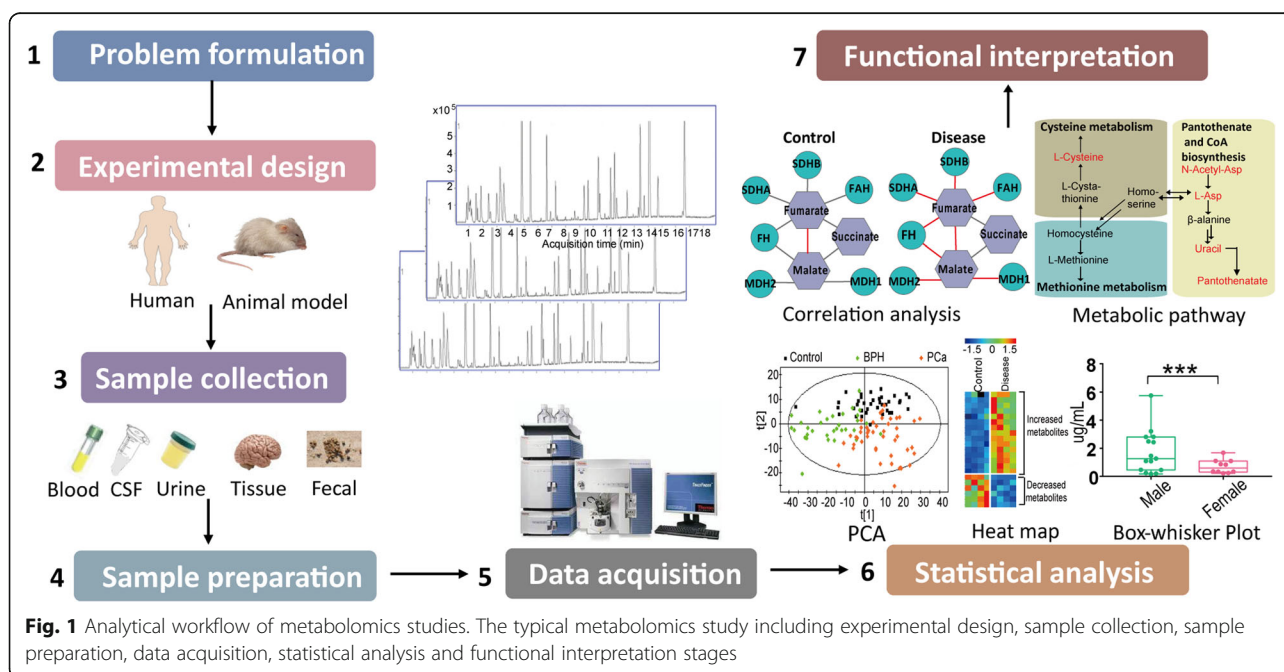 1 Problem formulation
2 Experimental design
Human Animal model
3 Sample collection
Blood CSF Urine Tissue Fecal
4 Sample preparation
x10^5
5
4
3
2
1
1 2 3 4 5 6 7 8 9 10 11 12 13 14 15 16 17 18
Acquisition time (min)
5 Data acquisition
6 Statistical analysis
7 Functional interpretation
Control
SDHB
SDHA
FAH
Fumarate
FH
Succinate
Malate
MDH2
MDH1
Disease
SDHB
SDHA
FAH
Fumarate
FH
Succinate
Malate
MDH2
MDH1
Correlation analysis
Cysteine metabolism
L-Cysteine
L-Cysta-
thionine
Homo-
serine
Homocysteine
L-Methionine
Methionine metabolism
Pantothenate
and CoA
biosynthesis
N-Acetyl-Asp
L-Asp
β-alanine
Uracil
Pantothenatate
Metabolic pathway
Control BPH PCa
20
10
0
-10
-20
t[2]
-40 -30 -20 -10 0 10 20 30 40
t[1]
PCA
-1.5 0 1.5
Control
Disease
Increased
metabolites
Decreased
metabolites
Heat map
***
8
6
4
2
0
ug/mL
Male
Female
Box-whisker Plot
Fig. 1 Analytical workflow of metabolomics studies. The typical metabolomics study including experimental design, sample collection, sample
preparation, data acquisition, statistical analysis and functional interpretation stages